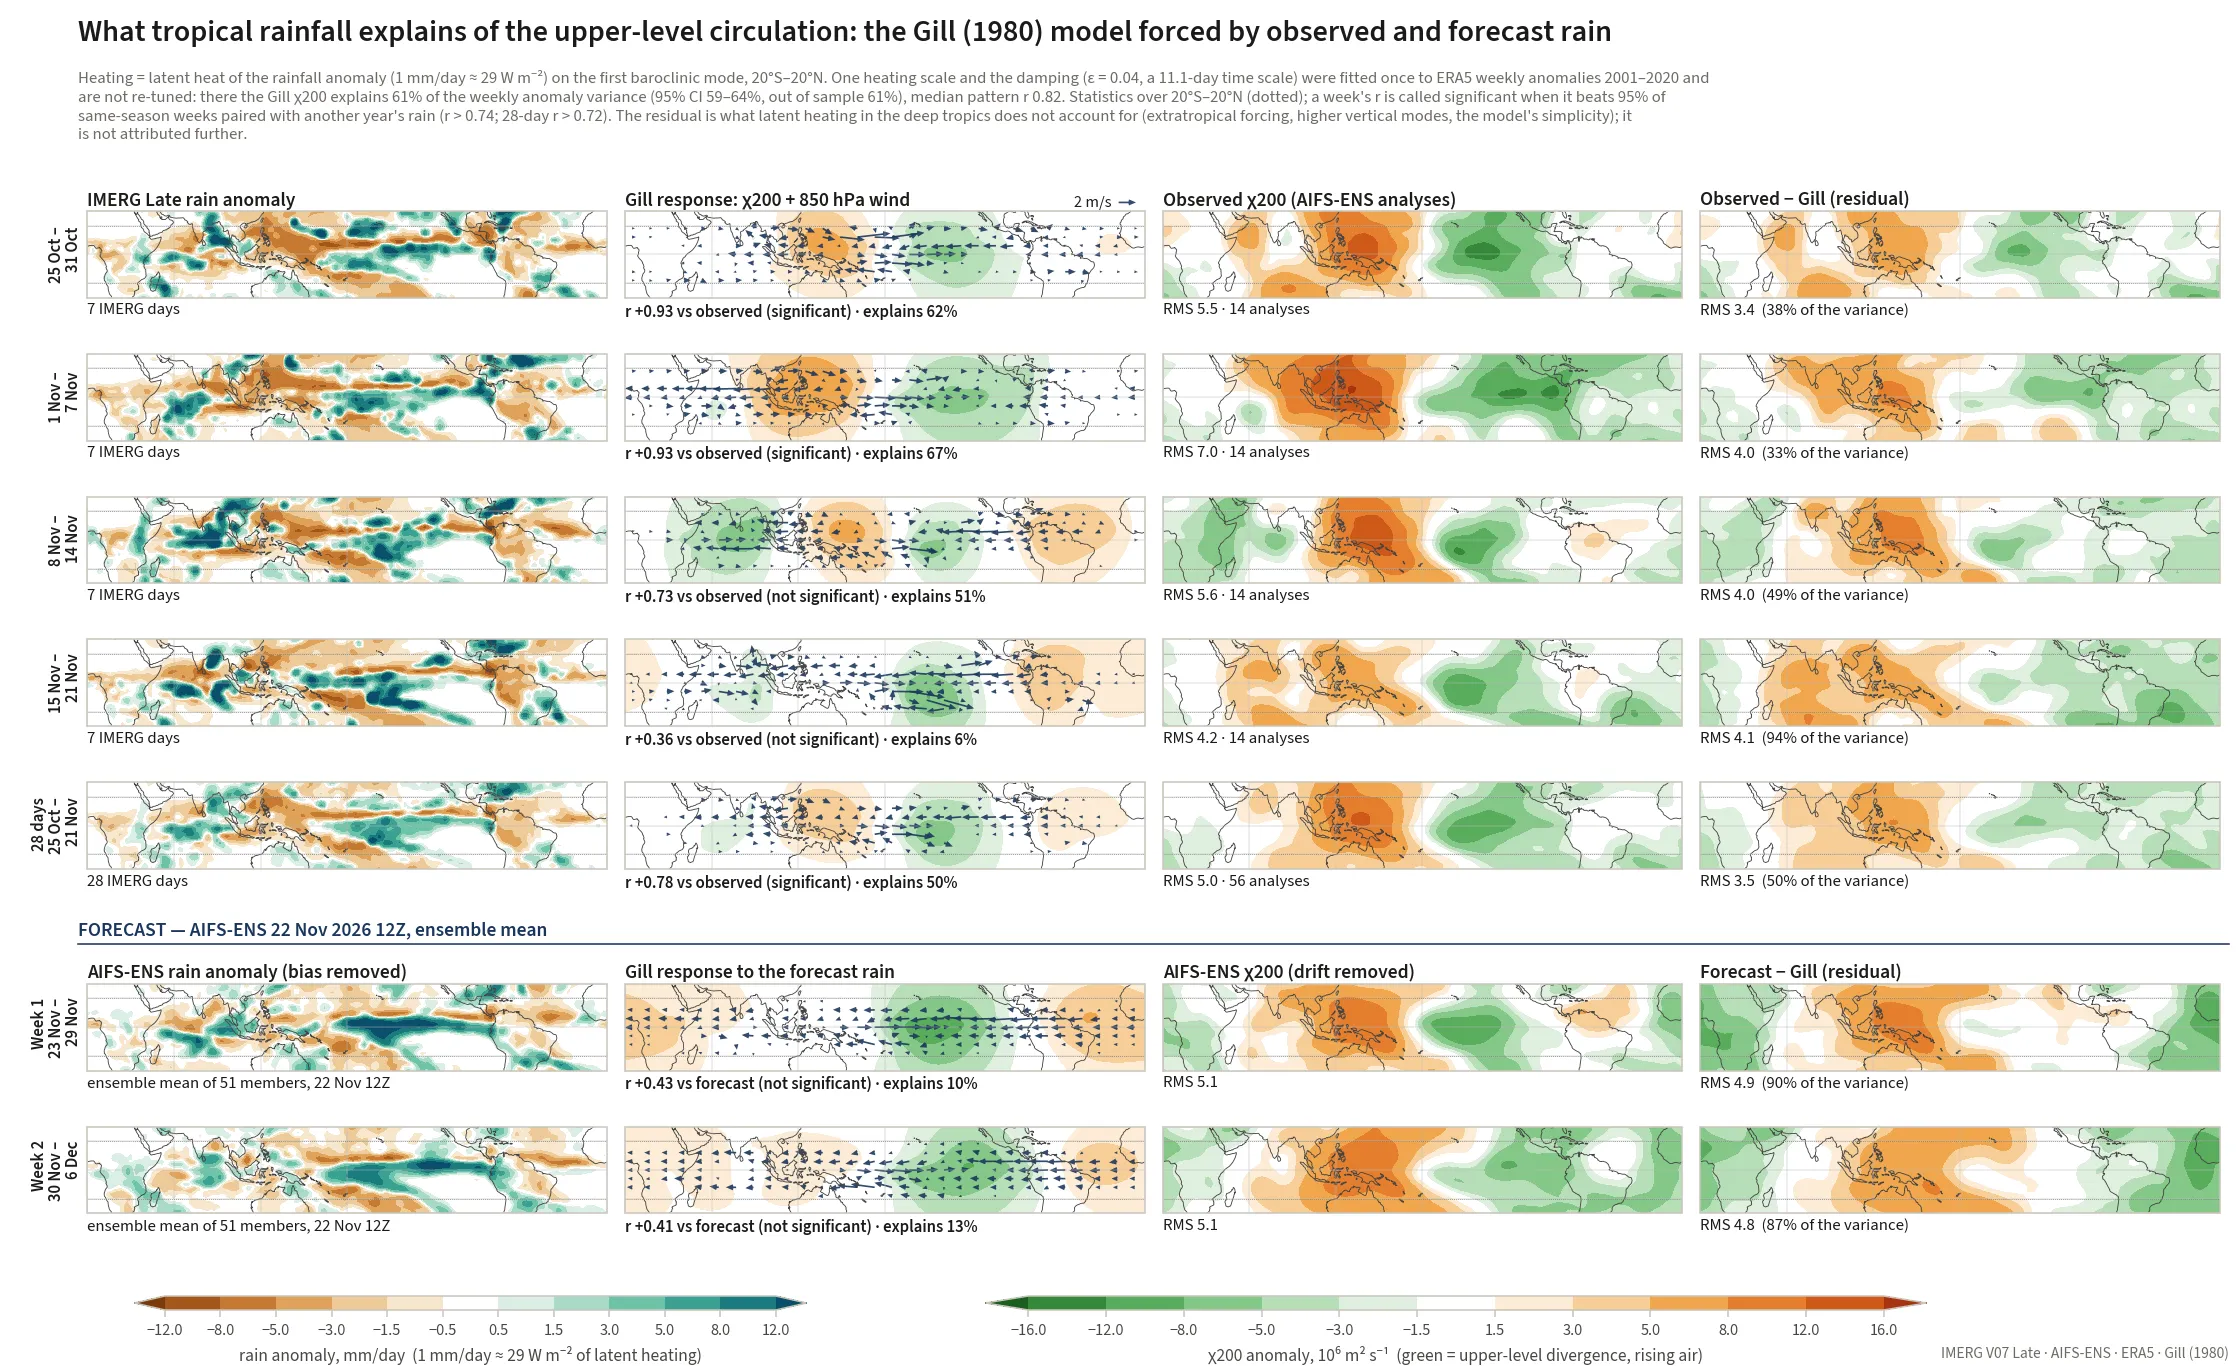 What tropical rainfall explains of the upper-level circulation: the Gill (1980) model forced by observed and forecast rain
Heating = latent heat of the rainfall anomaly (1 mm/day ≈ 29 W m⁻²) on the first baroclinic mode, 20°S–20°N. One heating scale and the damping (ε = 0.04, a 11.1-day time scale) were fitted once to ERA5 weekly anomalies 2001–2020 and
are not re-tuned: there the Gill χ200 explains 61% of the weekly anomaly variance (95% CI 59–64%, out of sample 61%), median pattern r 0.82. Statistics over 20°S–20°N (dotted); a week's r is called significant when it beats 95% of
same-season weeks paired with another year's rain (r > 0.74; 28-day r > 0.72). The residual is what latent heating in the deep tropics does not account for (extratropical forcing, higher vertical modes, the model's simplicity); it
is not attributed further.
IMERG Late rain anomaly
Gill response: χ200 + 850 hPa wind
2 m/s
Observed χ200 (AIFS-ENS analyses)
Observed − Gill (residual)
25 Oct –
31 Oct
7 IMERG days
r +0.93 vs observed (significant) · explains 62%
RMS 5.5 · 14 analyses
RMS 3.4 (38% of the variance)
1 Nov –
7 Nov
7 IMERG days
r +0.93 vs observed (significant) · explains 67%
RMS 7.0 · 14 analyses
RMS 4.0 (33% of the variance)
8 Nov –
14 Nov
7 IMERG days
r +0.73 vs observed (not significant) · explains 51%
RMS 5.6 · 14 analyses
RMS 4.0 (49% of the variance)
15 Nov –
21 Nov
7 IMERG days
r +0.36 vs observed (not significant) · explains 6%
RMS 4.2 · 14 analyses
RMS 4.1 (94% of the variance)
28 days
25 Oct –
21 Nov
28 IMERG days
r +0.78 vs observed (significant) · explains 50%
RMS 5.0 · 56 analyses
RMS 3.5 (50% of the variance)
FORECAST — AIFS-ENS 22 Nov 2026 12Z, ensemble mean
AIFS-ENS rain anomaly (bias removed)
Gill response to the forecast rain
AIFS-ENS χ200 (drift removed)
Forecast − Gill (residual)
Week 1
23 Nov –
29 Nov
ensemble mean of 51 members, 22 Nov 12Z
r +0.43 vs forecast (not significant) · explains 10%
RMS 5.1
RMS 4.9 (90% of the variance)
Week 2
30 Nov –
6 Dec
ensemble mean of 51 members, 22 Nov 12Z
r +0.41 vs forecast (not significant) · explains 13%
RMS 5.1
RMS 4.8 (87% of the variance)
−12.0 −8.0 −5.0 −3.0 −1.5 −0.5 0.5 1.5 3.0 5.0 8.0 12.0
rain anomaly, mm/day (1 mm/day ≈ 29 W m⁻² of latent heating)
−16.0 −12.0 −8.0 −5.0 −3.0 −1.5 1.5 3.0 5.0 8.0 12.0 16.0
χ200 anomaly, 10⁶ m² s⁻¹ (green = upper-level divergence, rising air)
IMERG V07 Late · AIFS-ENS · ERA5 · Gill (1980)